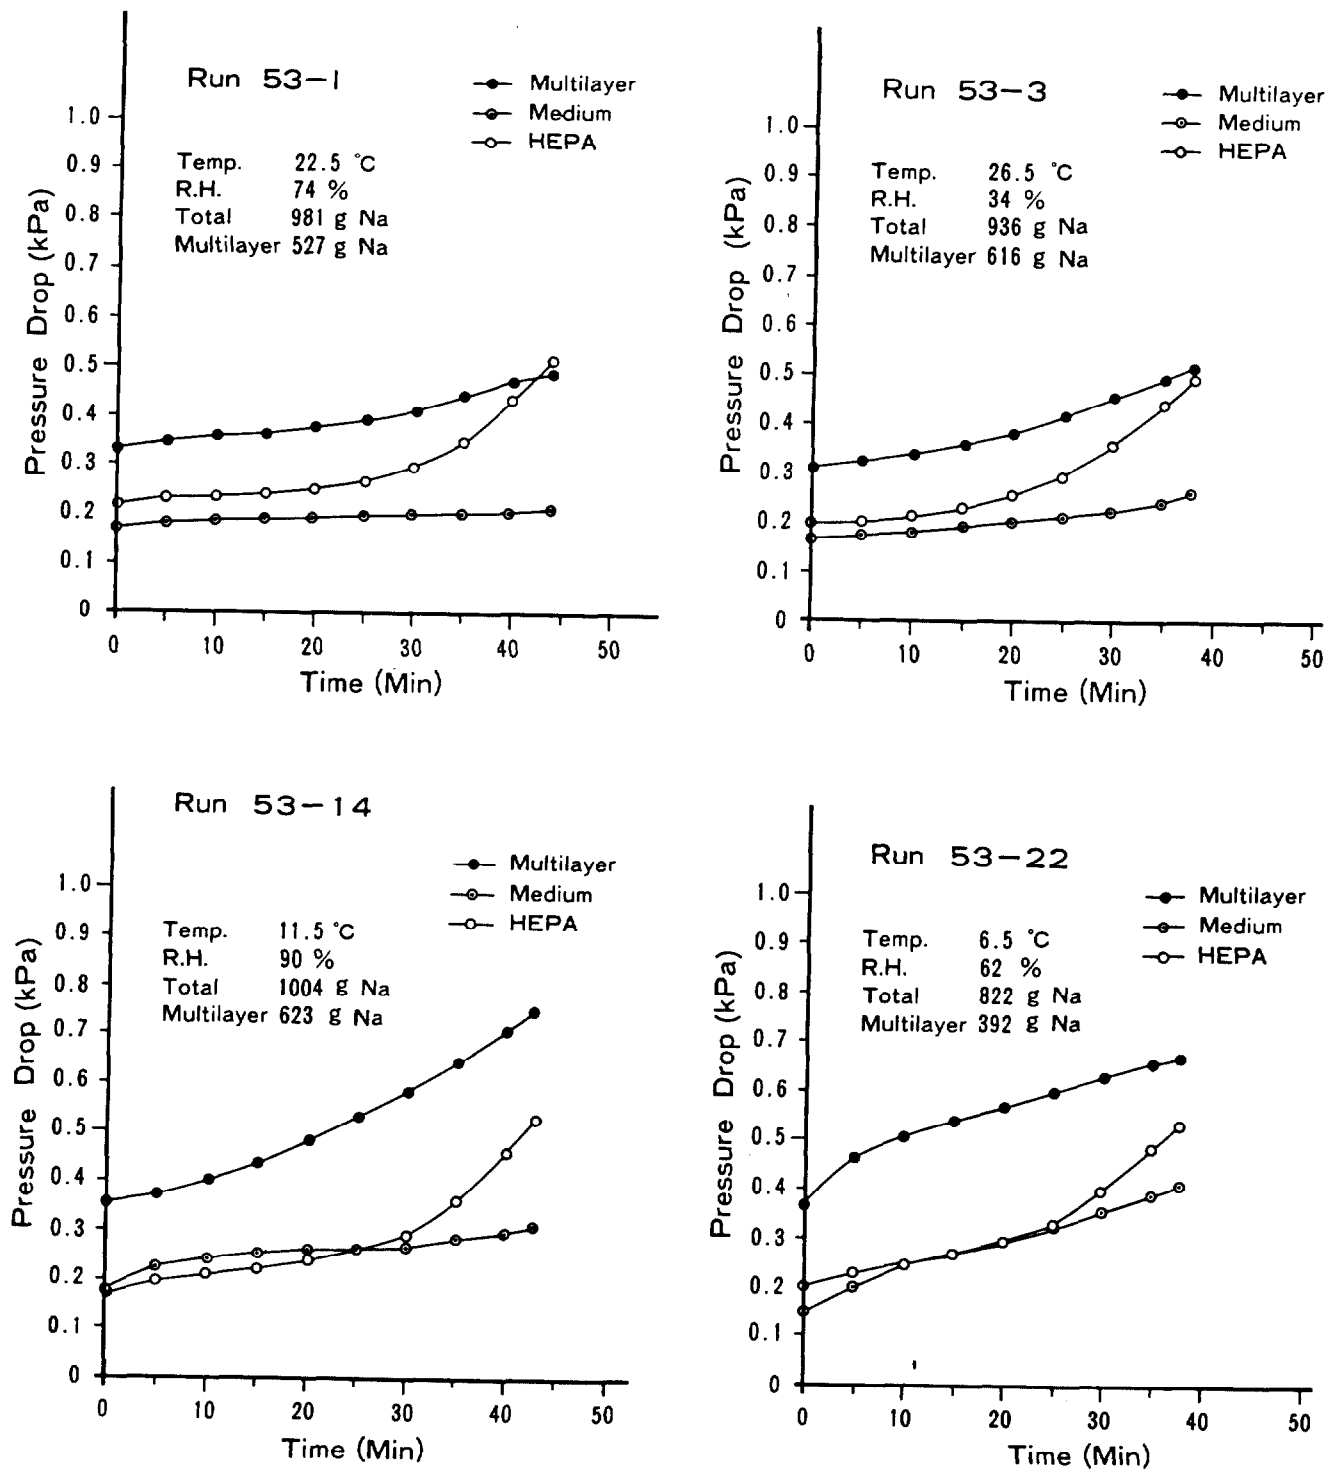 Run 53-1
Multilayer
Medium
HEPA
Temp. 22.5 °C
R.H. 74 %
Total 981 g Na
Multilayer 527 g Na
Pressure Drop (kPa)
1.0
0.9
0.8
0.7
0.6
0.5
0.4
0.3
0.2
0.1
0
0 10 20 30 40 50
Time (Min)
Run 53-3
Multilayer
Medium
HEPA
Temp. 26.5 °C
R.H. 34 %
Total 936 g Na
Multilayer 616 g Na
Pressure Drop (kPa)
1.0
0.9
0.8
0.7
0.6
0.5
0.4
0.3
0.2
0.1
0
0 10 20 30 40 50
Time (Min)
Run 53-14
Multilayer
Medium
HEPA
Temp. 11.5 °C
R.H. 90 %
Total 1004 g Na
Multilayer 623 g Na
Pressure Drop (kPa)
1.0
0.9
0.8
0.7
0.6
0.5
0.4
0.3
0.2
0.1
0
0 10 20 30 40 50
Time (Min)
Run 53-22
Multilayer
Medium
HEPA
Temp. 6.5 °C
R.H. 62 %
Total 822 g Na
Multilayer 392 g Na
Pressure Drop (kPa)
1.0
0.9
0.8
0.7
0.6
0.5
0.4
0.3
0.2
0.1
0
0 10 20 30 40 50
Time (Min)